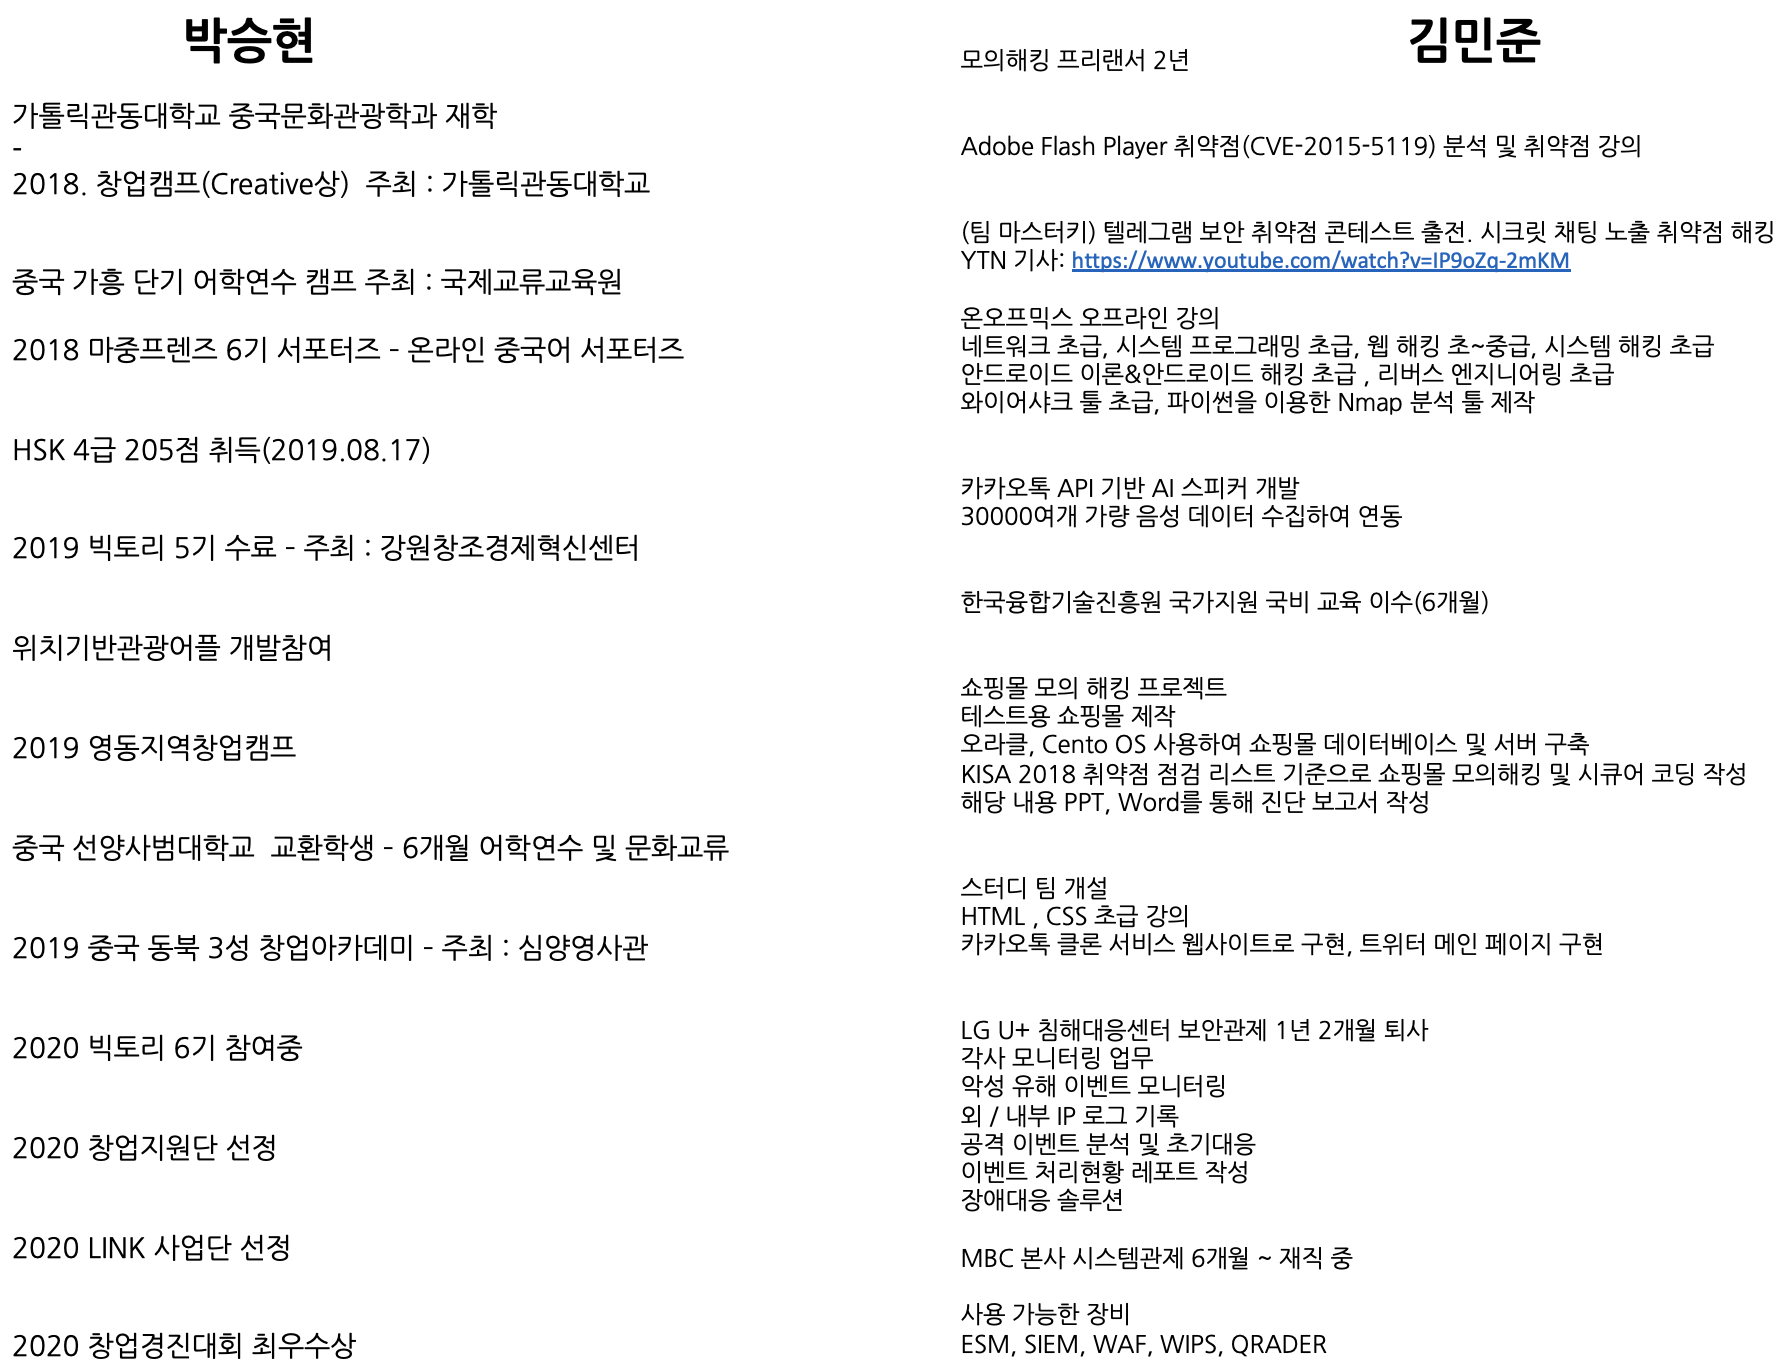 박승현
가톨릭관동대학교 중국문화관광학과 재학
-
2018. 창업캠프(Creative상)  주최 : 가톨릭관동대학교
중국 가흥 단기 어학연수 캠프 주최 : 국제교류교육원
2018 마중프렌즈 6기 서포터즈 - 온라인 중국어 서포터즈
HSK 4급 205점 취득(2019.08.17)
2019 빅토리 5기 수료 - 주최 : 강원창조경제혁신센터
위치기반관광어플 개발참여
2019 영동지역창업캠프
중국 선양사범대학교  교환학생 - 6개월 어학연수 및 문화교류
2019 중국 동북 3성 창업아카데미 - 주최 : 심양영사관
2020 빅토리 6기 참여중
2020 창업지원단 선정
2020 LINK 사업단 선정
2020 창업경진대회 최우수상
김민준
모의해킹 프리랜서 2년
Adobe Flash Player 취약점(CVE-2015-5119) 분석 및 취약점 강의
(팀 마스터키) 텔레그램 보안 취약점 콘테스트 출전. 시크릿 채팅 노출 취약점 해킹
YTN 기사: https://www.youtube.com/watch?v=IP9oZq-2mKM
온오프믹스 오프라인 강의
네트워크 초급, 시스템 프로그래밍 초급, 웹 해킹 초~중급, 시스템 해킹 초급
안드로이드 이론&안드로이드 해킹 초급 , 리버스 엔지니어링 초급
와이어샤크 툴 초급, 파이썬을 이용한 Nmap 분석 툴 제작
카카오톡 API 기반 AI 스피커 개발
30000여개 가량 음성 데이터 수집하여 연동
한국융합기술진흥원 국가지원 국비 교육 이수(6개월)
쇼핑몰 모의 해킹 프로젝트
테스트용 쇼핑몰 제작
오라클, Cento OS 사용하여 쇼핑몰 데이터베이스 및 서버 구축
KISA 2018 취약점 점검 리스트 기준으로 쇼핑몰 모의해킹 및 시큐어 코딩 작성
해당 내용 PPT, Word를 통해 진단 보고서 작성
스터디 팀 개설
HTML , CSS 초급 강의
카카오톡 클론 서비스 웹사이트로 구현, 트위터 메인 페이지 구현
LG U+ 침해대응센터 보안관제 1년 2개월 퇴사
각사 모니터링 업무
악성 유해 이벤트 모니터링
외 / 내부 IP 로그 기록
공격 이벤트 분석 및 초기대응
이벤트 처리현황 레포트 작성
장애대응 솔루션
MBC 본사 시스템관제 6개월 ~ 재직 중
사용 가능한 장비
ESM, SIEM, WAF, WIPS, QRADER